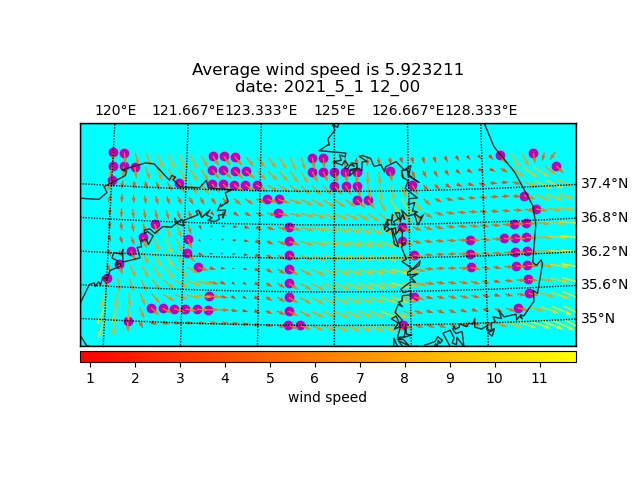 Average wind speed is 5.923211
date: 2021_5_1 12_00
120°E 121.667°E 123.333°E 125°E 126.667°E 128.333°E
37.4°N
36.8°N
36.2°N
35.6°N
35°N
1 2 3 4 5 6 7 8 9 10 11
wind speed